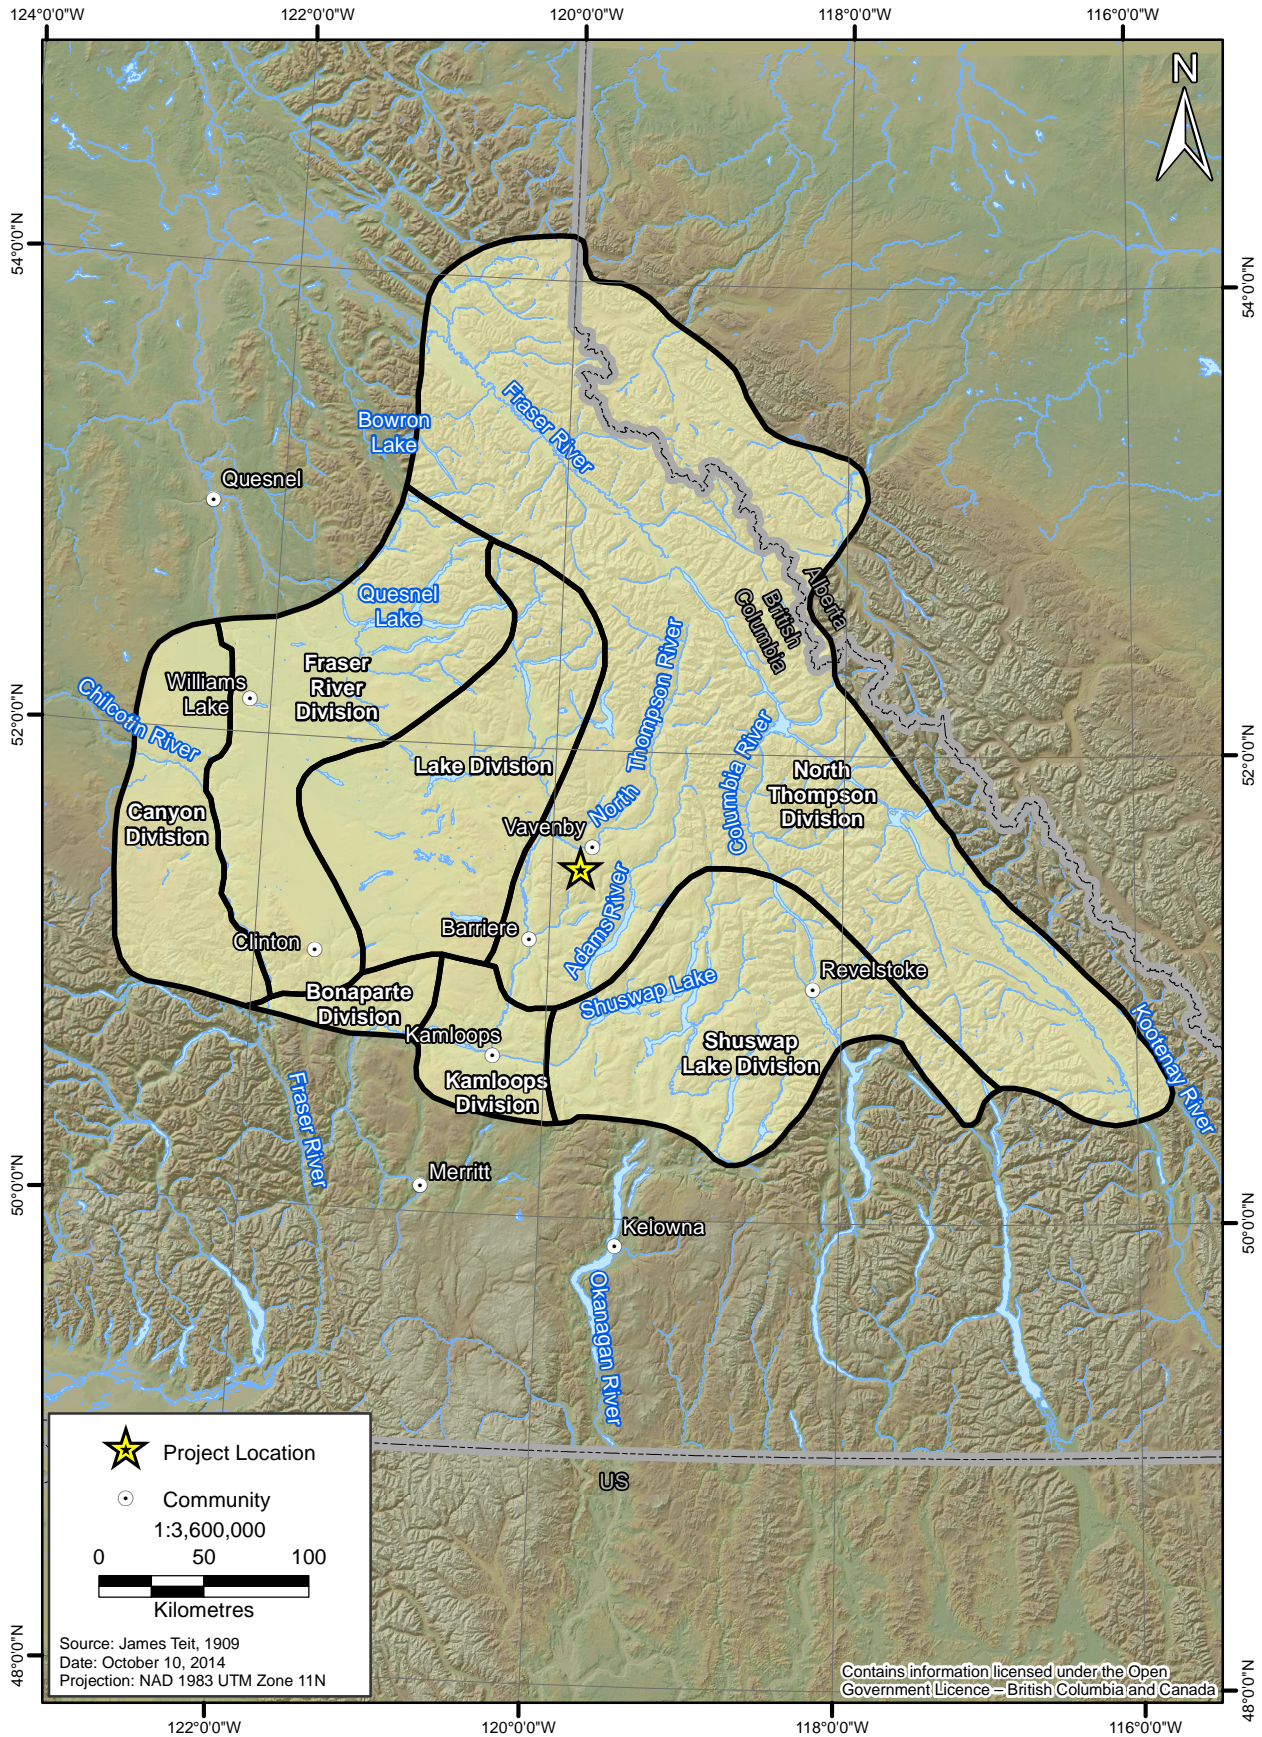 124°0'0"W
122°0'0"W
120°0'0"W
118°0'0"W
116°0'0"W
N
54°0'0"N
54°0'0"N
Fraser River
Bowron
Lake
Quesnel
Quesnel
Lake
Alberta
British
Columbia
Fraser
River
Division
Williams
Lake
Chilcotin River
52°0'0"N
52°0'0"N
North Thompson River
Columbia River
Lake Division
North
Thompson
Division
Canyon
Division
Vavenby
Adams River
Barriere
Clinton
Revelstoke
Shuswap Lake
Bonaparte
Division
Kamloops
Shuswap
Lake Division
Kootenay River
Kamloops
Division
Fraser River
Merritt
50°0'0"N
50°0'0"N
Kelowna
Okanagan River
US
Project Location
Community
1:3,600,000
0 50 100
Kilometres
Source: James Teit, 1909
Date: October 10, 2014
Projection: NAD 1983 UTM Zone 11N
48°0'0"N
48°0'0"N
Contains information licensed under the Open
Government Licence – British Columbia and Canada
122°0'0"W
120°0'0"W
118°0'0"W
116°0'0"W